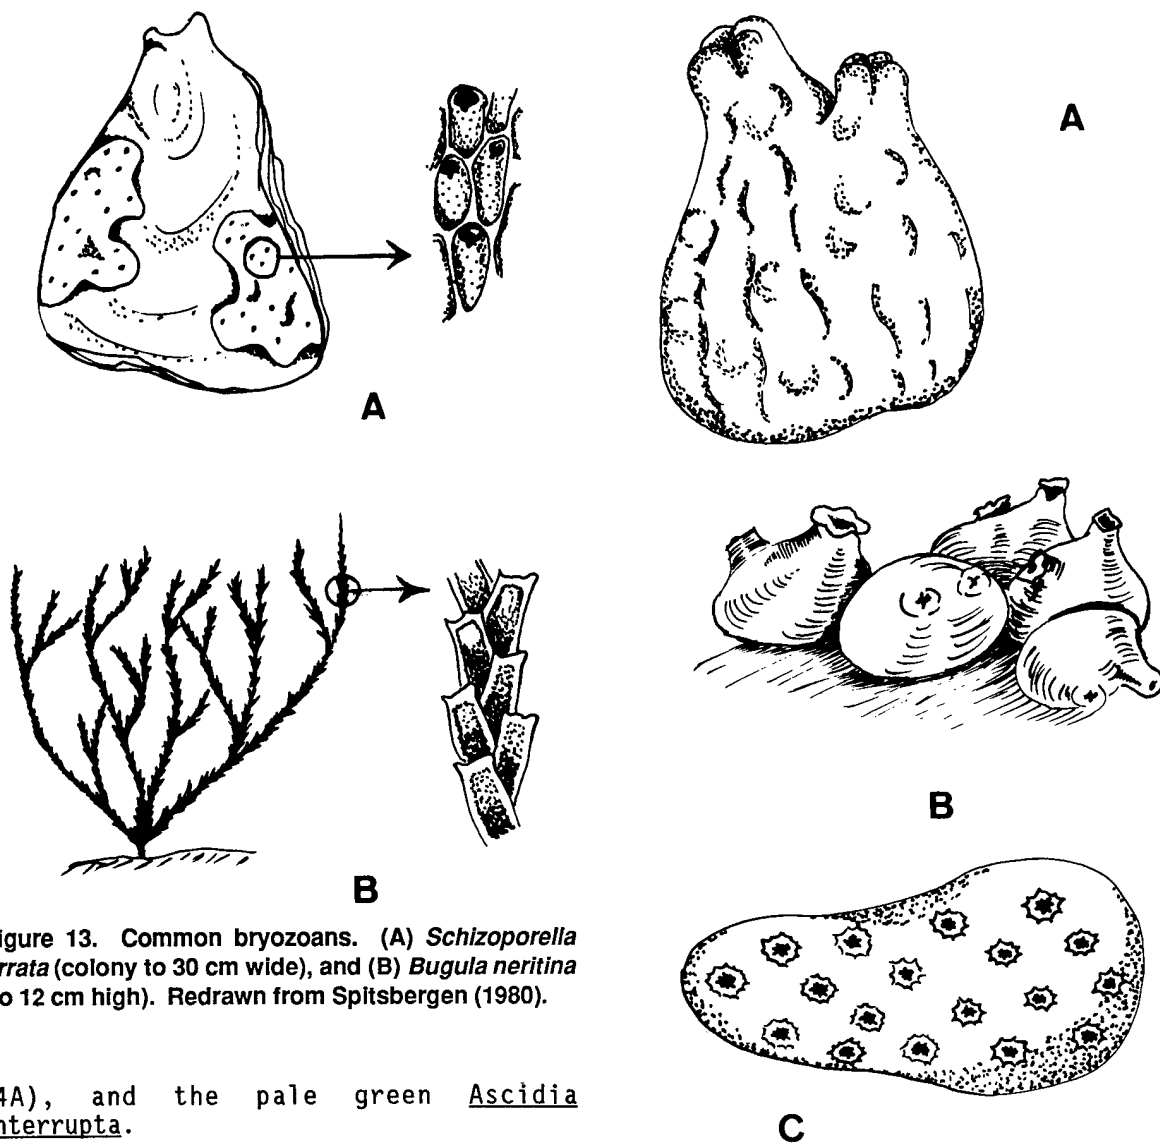 A
A
B
B
igure 13. Common bryozoans. (A) Schizoporella
rrata (colony to 30 cm wide), and (B) Bugula neritina
o 12 cm high). Redrawn from Spitsbergen (1980).
4A), and the pale green Ascidia
nterrupta.
C